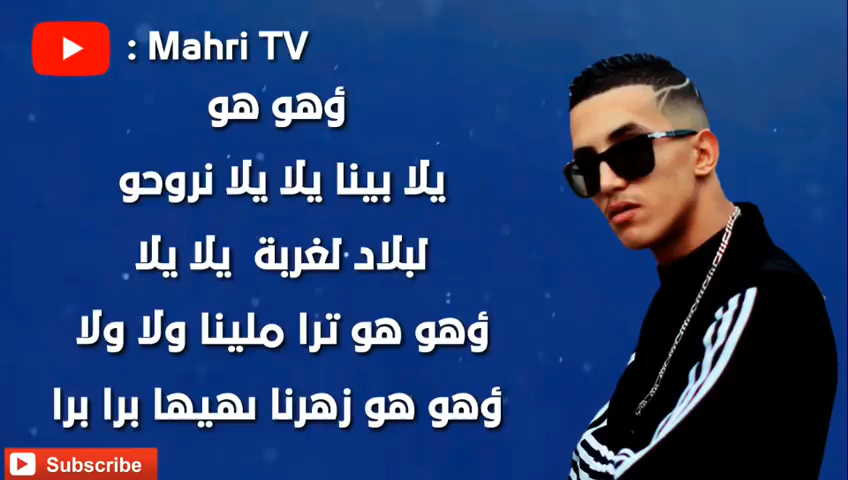 : Mahri TV
ؤهو هو
يلا بينا يلا يلا نروحو
لبلاد لغربة يلا يلا
ؤهو هو ترا ملينا ولا ولا
ؤهو هو زهرنا نهيها برا برا
Subscribe